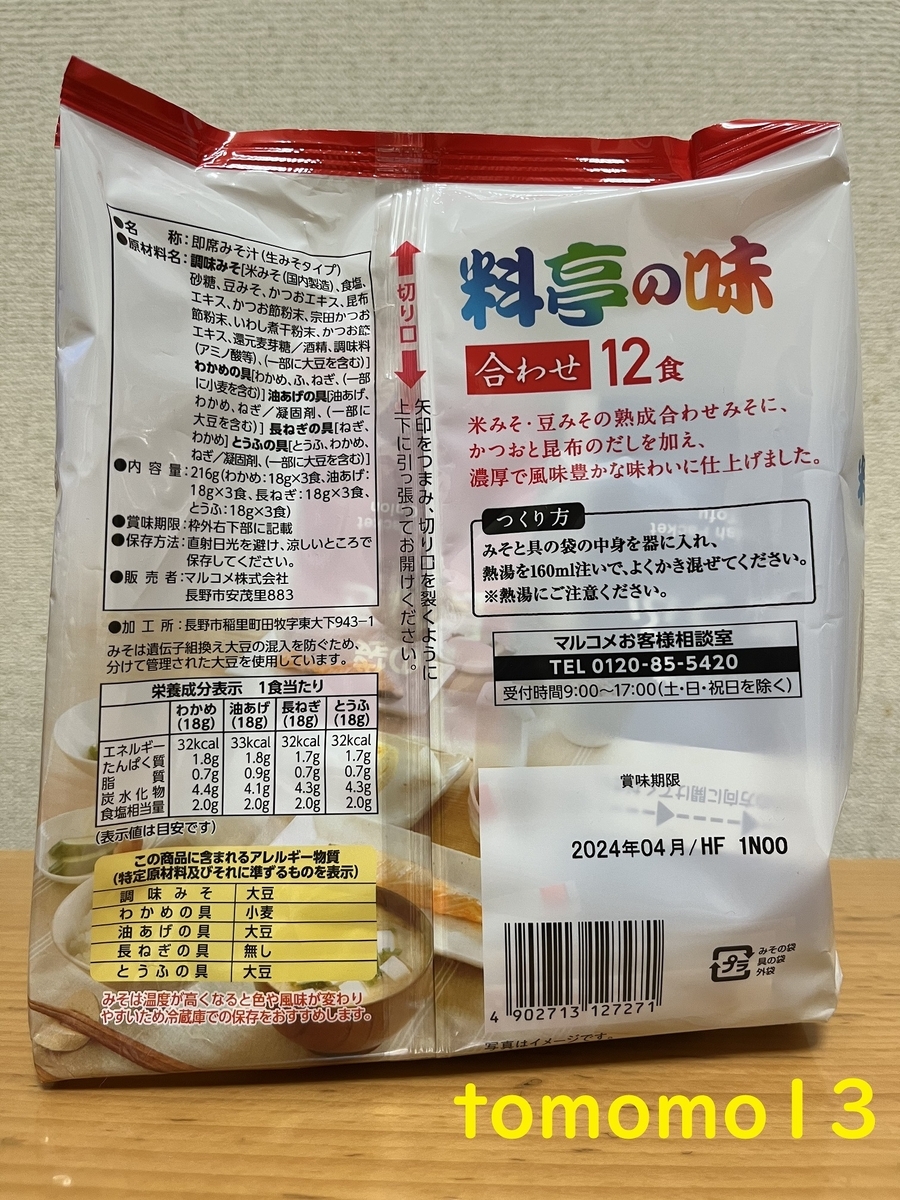 ●名　　称：即席みそ汁(生みそタイプ)
●原材料名：調味みそ[米みそ(国内製造)、食塩、
砂糖、豆みそ、かつおエキス、昆布
エキス、かつお節粉末、宗田かつお
節粉末、いわし煮干粉末、かつお節
エキス、還元麦芽糖／酒精、調味料
(アミノ酸等)、(一部に大豆を含む)]
わかめの具[わかめ、ふ、ねぎ、(一部
に小麦を含む)] 油あげの具[油あげ、
わかめ、ねぎ／凝固剤、(一部に
大豆を含む)] 長ねぎの具[ねぎ、
わかめ] とうふの具[とうふ、わかめ、
ねぎ／凝固剤、(一部に大豆を含む)]
●内容量：216g(わかめ：18g×3食、油あげ：
18g×3食、長ねぎ：18g×3食、
とうふ：18g×3食)
●賞味期限：枠外右下部に記載
●保存方法：直射日光を避け、涼しいところで
保存してください。
●販売者：マルコメ株式会社
長野市安茂里883
●加工所：長野市稲里町田牧字東大下943−1
みそは遺伝子組換え大豆の混入を防ぐため、
分けて管理された大豆を使用しています。
栄養成分表示　1食当たり
わかめ(18g) 油あげ(18g) 長ねぎ(18g) とうふ(18g)
エネルギー 32kcal 33kcal 32kcal 32kcal
たんぱく質 1.8g 1.8g 1.7g 1.7g
脂質 0.7g 0.9g 0.7g 0.7g
炭水化物 4.4g 4.1g 4.3g 4.3g
食塩相当量 2.0g 2.0g 2.0g 2.0g
(表示値は目安です)
この商品に含まれるアレルギー物質
(特定原材料及びそれに準ずるものを表示)
調味みそ 大豆
わかめの具 小麦
油あげの具 大豆
長ねぎの具 無し
とうふの具 大豆
みそは温度が高くなると色や風味が変わり
やすいため冷蔵庫での保存をおすすめします。
切り口
矢印をつまみ、切り口を裂くように
上下に引っ張ってお開けください。
料亭の味
合わせ 12食
米みそ・豆みその熟成合わせみそに、
かつおと昆布のだしを加え、
濃厚で風味豊かな味わいに仕上げました。
つくり方
みそと具の袋の中身を器に入れ、
熱湯を160ml注いで、よくかき混ぜてください。
※熱湯にご注意ください。
マルコメお客様相談室
TEL 0120-85-5420
受付時間9:00〜17:00(土・日・祝日を除く)
賞味期限
2024年04月/HF 1N00
4 902713 127271
プラ
みその袋
具の袋
外袋
写真はイメージです。
tomomo13